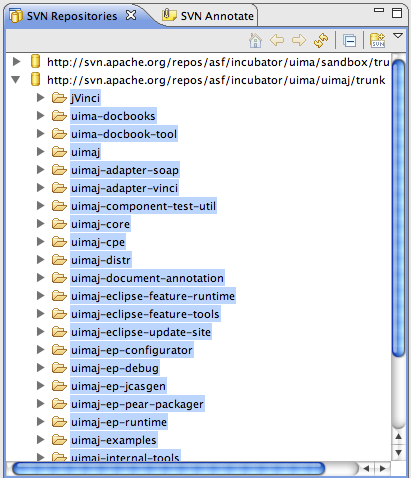 SVN Repositories
SVN Annotate
SVN
http://svn.apache.org/repos/asf/incubator/uima/sandbox/tru
http://svn.apache.org/repos/asf/incubator/uima/uimaj/trunk
jVinci
uima-docbooks
uima-docbook-tool
uimaj
uimaj-adapter-soap
uimaj-adapter-vinci
uimaj-component-test-util
uimaj-core
uimaj-cpe
uimaj-distr
uimaj-document-annotation
uimaj-eclipse-feature-runtime
uimaj-eclipse-feature-tools
uimaj-eclipse-update-site
uimaj-ep-configurator
uimaj-ep-debug
uimaj-ep-jcasgen
uimaj-ep-pear-packager
uimaj-ep-runtime
uimaj-examples
uimaj-internal-tools